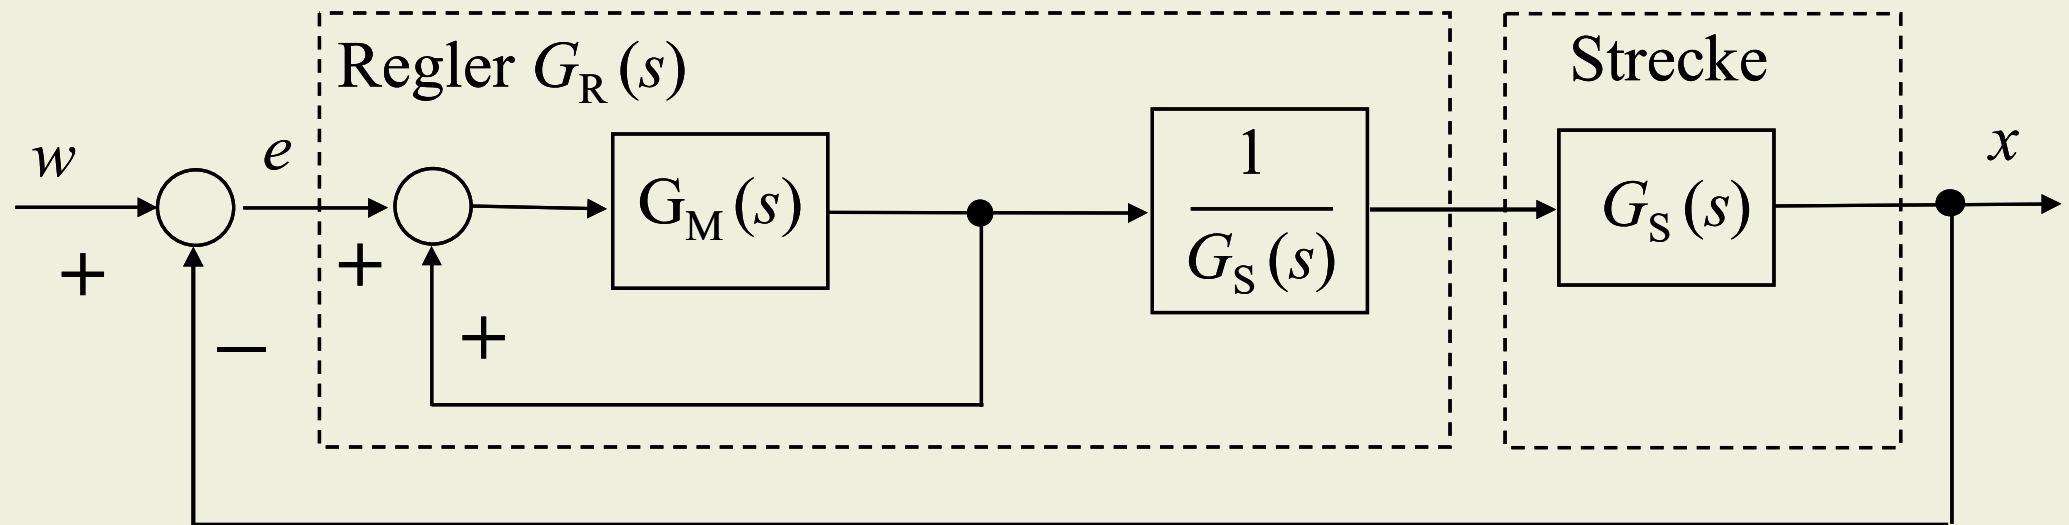 Regler G_R (s)
Strecke
w
e
G_M (s)
1
G_S (s)
G_S (s)
x
+
−
+
+